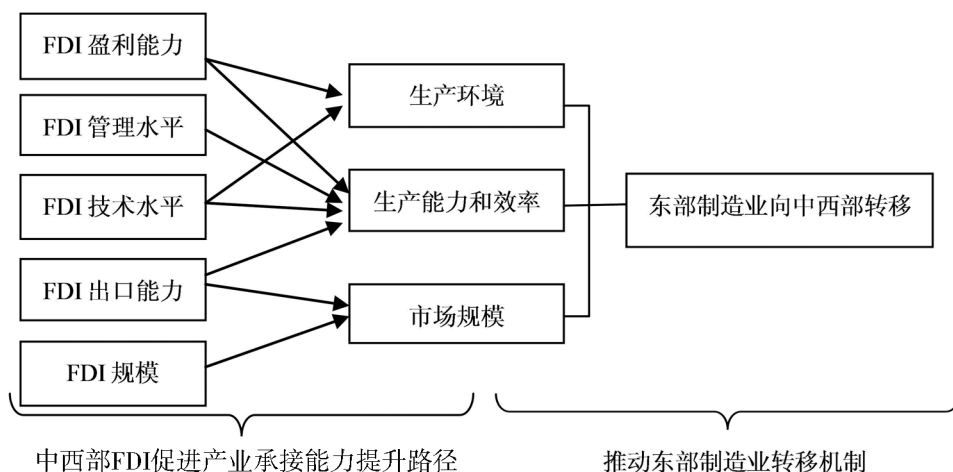 FDI 盈利能力
FDI 管理水平
FDI 技术水平
FDI 出口能力
FDI 规模
生产环境
生产能力和效率
市场规模
东部制造业向中西部转移
中西部FDI促进产业承接能力提升路径
推动东部制造业转移机制